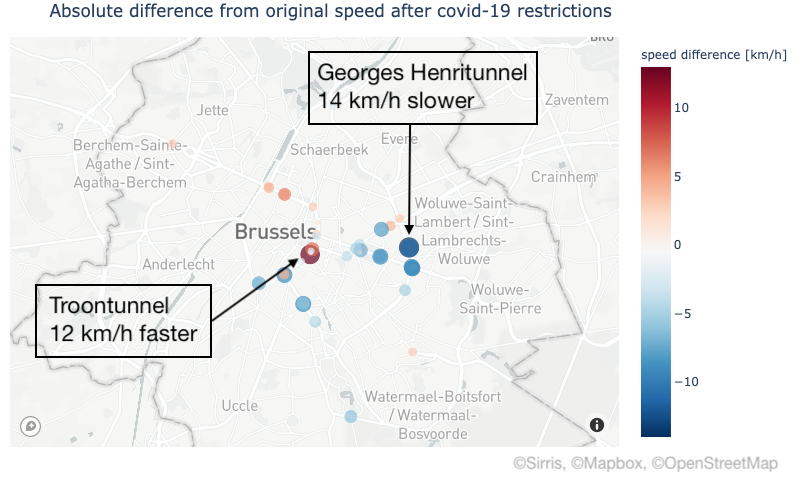 Absolute difference from original speed after covid-19 restrictions
speed difference [km/h]
BRU
Georges Henritunnel
14 km/h slower
Zaventem
Jette
Evere
Berchem-Sainte-
Agathe / Sint-
Agatha-Berchem
Schaerbeek
Crainhem
Woluwe-Saint-
Lambert / Sint-
Lambrechts-
Woluwe
Brussels
Anderlecht
Woluwe-
Saint-Pierre
Troontunnel
12 km/h faster
Uccle
Watermael-Boitsfort
/ Watermaal-
Bosvoorde
10
5
0
−5
−10
©Sirris, ©Mapbox, ©OpenStreetMap